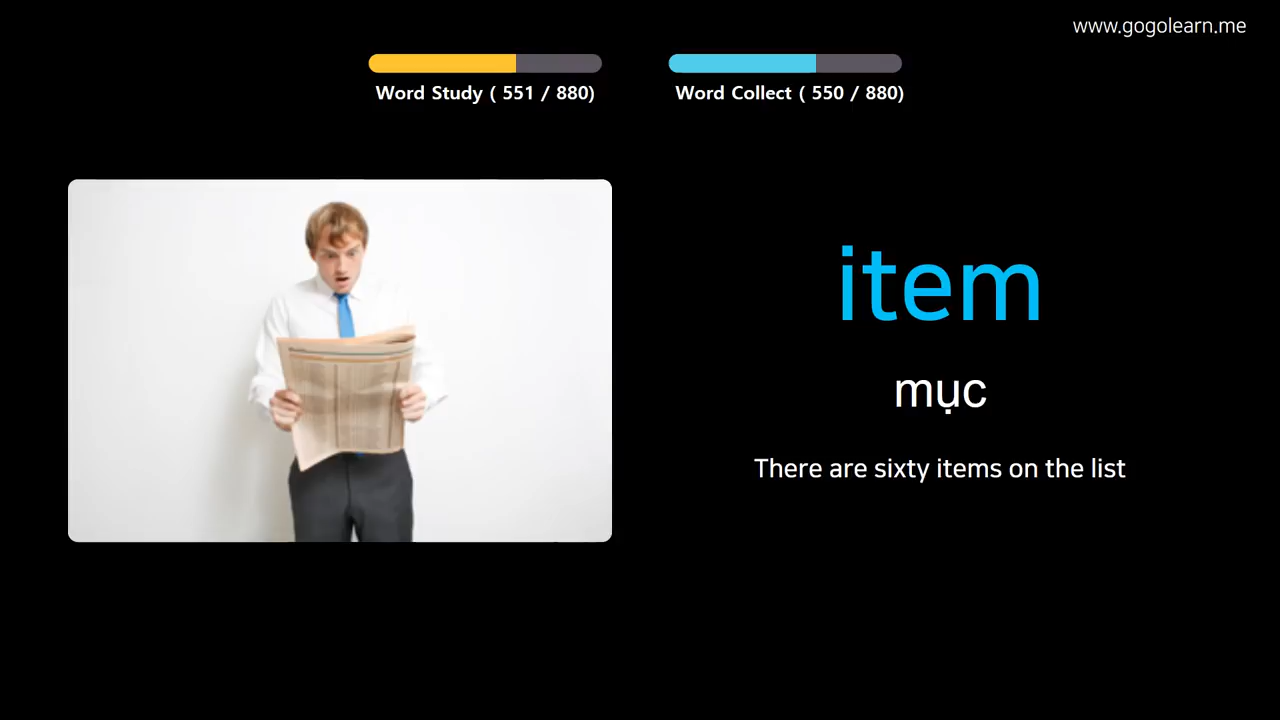 www.gogolearn.me
Word Study ( 551 / 880)
Word Collect ( 550 / 880)
item
mục
There are sixty items on the list